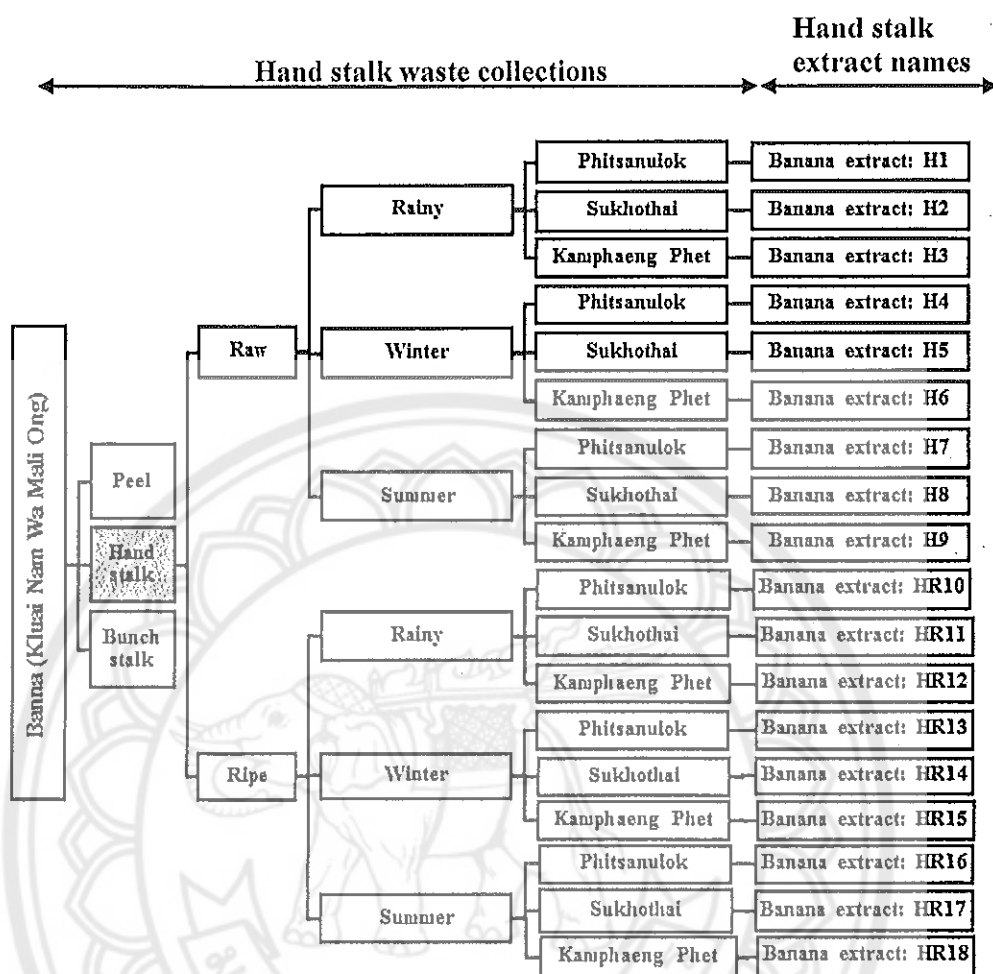 Hand stalk
extract names
Hand stalk waste collections
Banna (Kluai Nam Wa Mali Ong)
Peel
Hand
stalk
Bunch
stalk
Raw
Rainy
Phitsanulok
Banana extract: H1
Sukhothai
Banana extract: H2
Kamphaeng Phet
Banana extract: H3
Winter
Phitsanulok
Banana extract: H4
Sukhothai
Banana extract: H5
Kamphaeng Phet
Banana extract: H6
Summer
Phitsanulok
Banana extract: H7
Sukhothai
Banana extract: H8
Kamphaeng Phet
Banana extract: H9
Ripe
Rainy
Phitsanulok
Banana extract: HR10
Sukhothai
Banana extract: HR11
Kamphaeng Phet
Banana extract: HR12
Winter
Phitsanulok
Banana extract: HR13
Sukhothai
Banana extract: HR14
Kamphaeng Phet
Banana extract: HR15
Summer
Phitsanulok
Banana extract: HR16
Sukhothai
Banana extract: HR17
Kamphaeng Phet
Banana extract: HR18